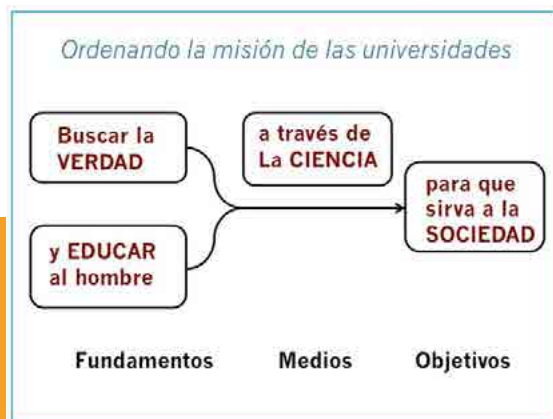 Ordenando la misión de las universidades
Buscar la
VERDAD
a través de
La CIENCIA
para que
sirva a la
SOCIEDAD
y EDUCAR
al hombre
Fundamentos
Medios
Objetivos